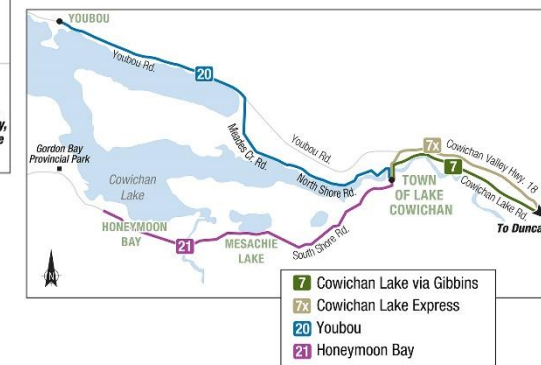 y,
e
YOUBOU
Youbou Rd.
20
Meades Cr. Rd.
Youbou Rd.
7x
Cowichan Valley Hwy. 18
7
Cowichan Lake Rd.
To Dunca
Gordon Bay
Provincial Park
Cowichan
Lake
North Shore Rd.
TOWN
OF LAKE
COWICHAN
HONEYMOON
BAY
21
MESACHIE
LAKE
South Shore Rd.
N
7 Cowichan Lake via Gibbins
7x Cowichan Lake Express
20 Youbou
21 Honeymoon Bay